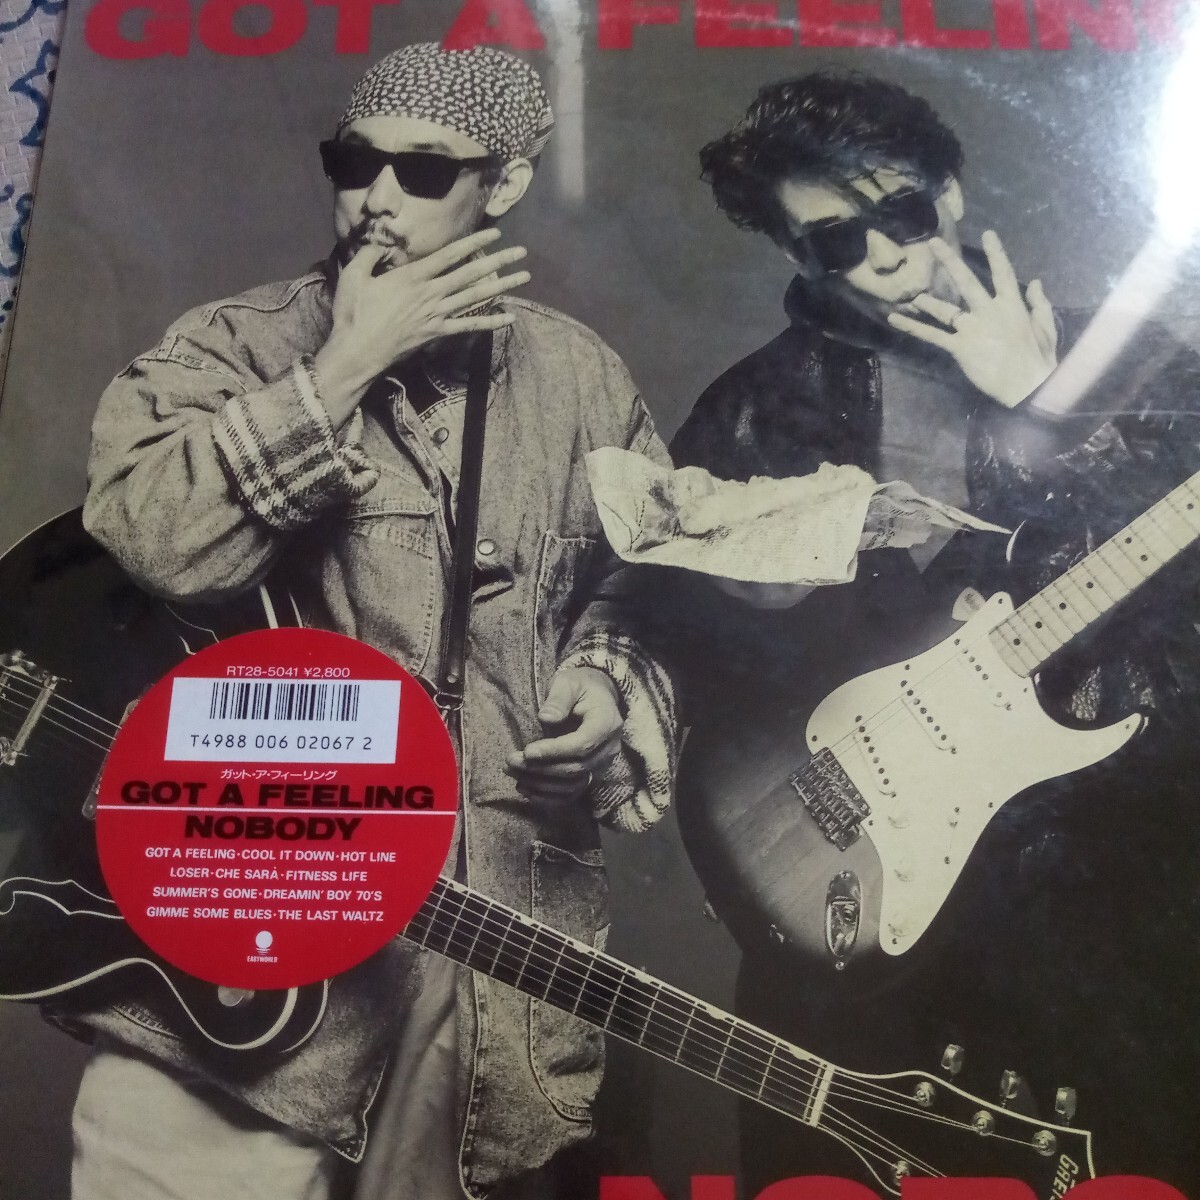 GOT A FEELING
RT28-5041 ¥2,800
T4988 006 02067 2
ガット・ア・フィーリング
GOT A FEELING
NOBODY
GOT A FEELING・COOL IT DOWN・HOT LINE
LOSER・CHE SARÀ・FITNESS LIFE
SUMMER'S GONE・DREAMIN' BOY 70'S
GIMME SOME BLUES・THE LAST WALTZ
EASTWORLD
GRE
NOBO